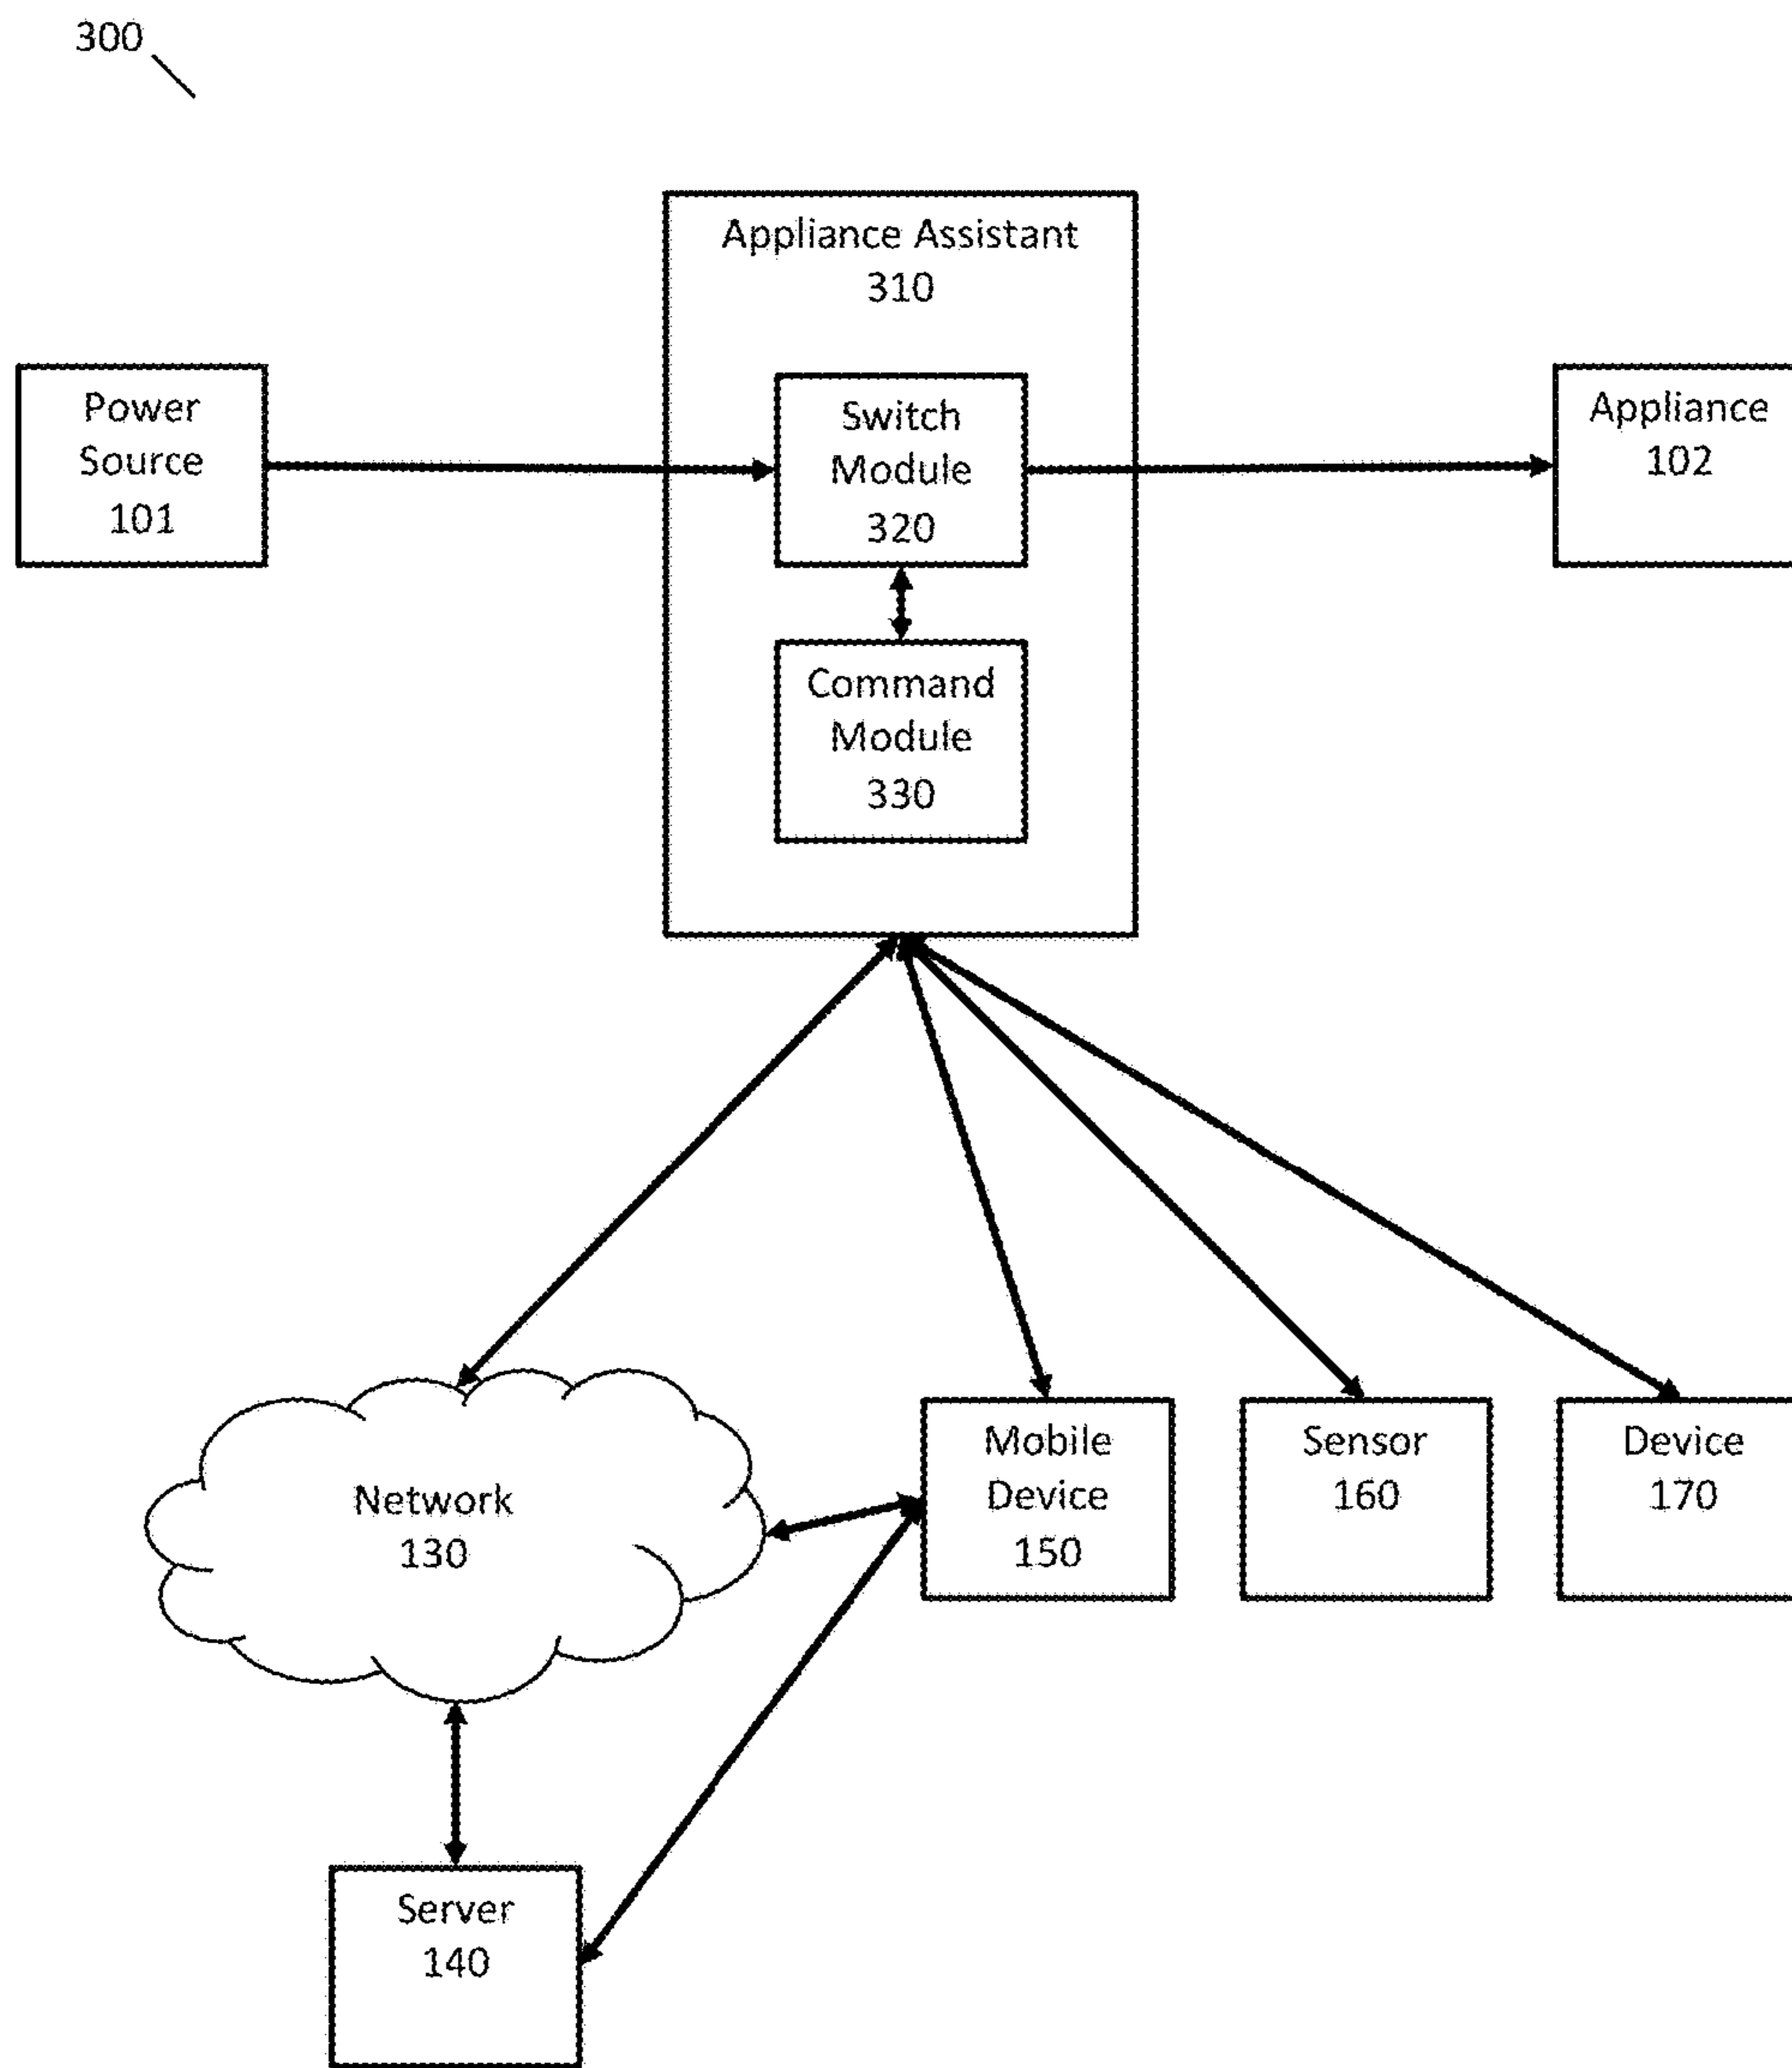 300
Appliance Assistant
310
Power
Source
101
Switch
Module
320
Appliance
102
Command
Module
330
Network
130
Mobile
Device
150
Sensor
160
Device
170
Server
140